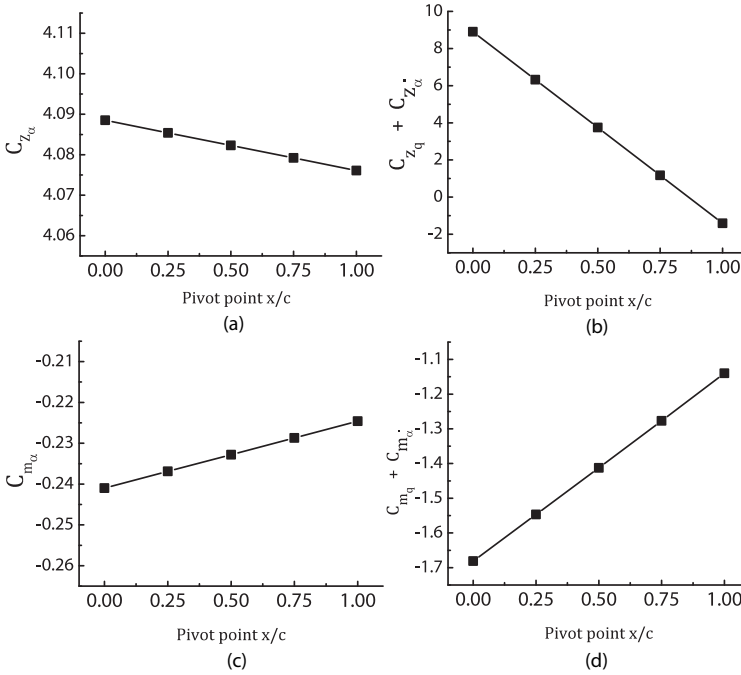 4.11
4.10
4.09
4.08
4.07
4.06
C_{Z_α}
0.00 0.25 0.50 0.75 1.00
Pivot point x/c
(a)
10
8
6
4
2
0
-2
C_{Z_q} + C_{Z_α̇}
0.00 0.25 0.50 0.75 1.00
Pivot point x/c
(b)
-0.21
-0.22
-0.23
-0.24
-0.25
-0.26
C_{m_α}
0.00 0.25 0.50 0.75 1.00
Pivot point x/c
(c)
-1.1
-1.2
-1.3
-1.4
-1.5
-1.6
-1.7
C_{m_q} + C_{m_α̇}
0.00 0.25 0.50 0.75 1.00
Pivot point x/c
(d)